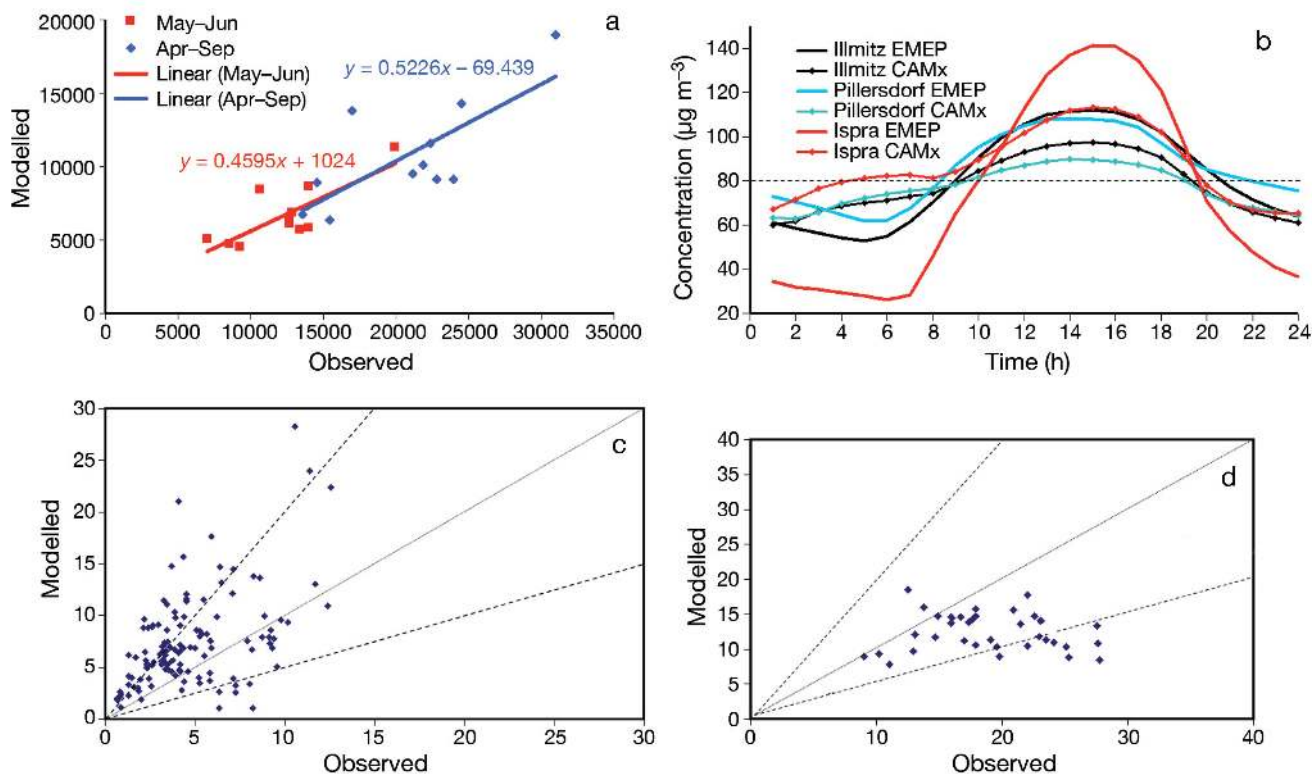 a
20000
15000
10000
5000
0
Modelled
May–Jun
Apr–Sep
Linear (May–Jun)
Linear (Apr–Sep)
y = 0.5226x – 69.439
y = 0.4595x + 1024
0 5000 10000 15000 20000 25000 30000 35000
Observed
b
140
120
100
80
60
40
20
Concentration (µg m–3)
Illmitz EMEP
Illmitz CAMx
Pillersdorf EMEP
Pillersdorf CAMx
Ispra EMEP
Ispra CAMx
0 2 4 6 8 10 12 14 16 18 20 22 24
Time (h)
c
30
25
20
15
10
5
0
Modelled
0 5 10 15 20 25 30
Observed
d
40
35
30
25
20
15
10
5
0
Modelled
0 10 20 30 40
Observed